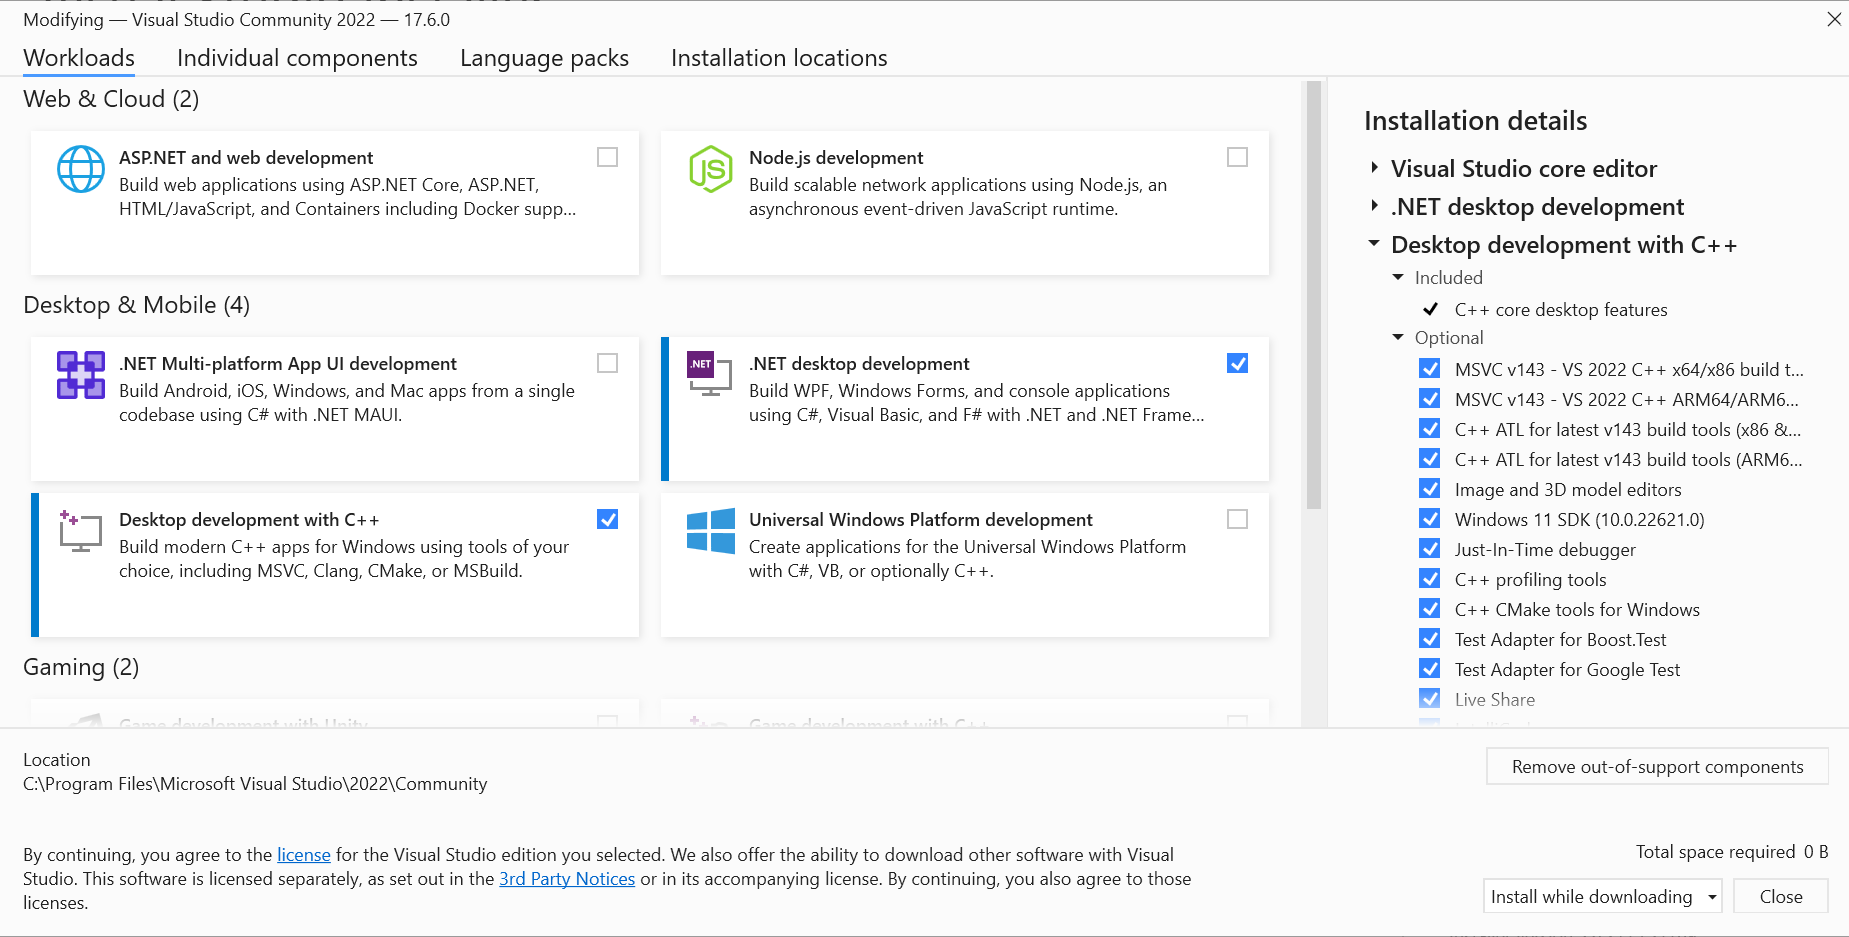 Modifying — Visual Studio Community 2022 — 17.6.0
Workloads
Individual components
Language packs
Installation locations
Web & Cloud (2)
ASP.NET and web development
Build web applications using ASP.NET Core, ASP.NET,
HTML/JavaScript, and Containers including Docker supp...
JS
Node.js development
Build scalable network applications using Node.js, an
asynchronous event-driven JavaScript runtime.
Desktop & Mobile (4)
.NET Multi-platform App UI development
Build Android, iOS, Windows, and Mac apps from a single
codebase using C# with .NET MAUI.
.NET
.NET desktop development
Build WPF, Windows Forms, and console applications
using C#, Visual Basic, and F# with .NET and .NET Frame...
Desktop development with C++
Build modern C++ apps for Windows using tools of your
choice, including MSVC, Clang, CMake, or MSBuild.
Universal Windows Platform development
Create applications for the Universal Windows Platform
with C#, VB, or optionally C++.
Gaming (2)
Game development with Unity
Game development with C++
Installation details
Visual Studio core editor
.NET desktop development
Desktop development with C++
Included
C++ core desktop features
Optional
MSVC v143 - VS 2022 C++ x64/x86 build t...
MSVC v143 - VS 2022 C++ ARM64/ARM6...
C++ ATL for latest v143 build tools (x86 &...
C++ ATL for latest v143 build tools (ARM6...
Image and 3D model editors
Windows 11 SDK (10.0.22621.0)
Just-In-Time debugger
C++ profiling tools
C++ CMake tools for Windows
Test Adapter for Boost.Test
Test Adapter for Google Test
Live Share
Location
C:\Program Files\Microsoft Visual Studio\2022\Community
Remove out-of-support components
By continuing, you agree to the license for the Visual Studio edition you selected. We also offer the ability to download other software with Visual
Studio. This software is licensed separately, as set out in the 3rd Party Notices or in its accompanying license. By continuing, you also agree to those
licenses.
Total space required 0 B
Install while downloading
Close